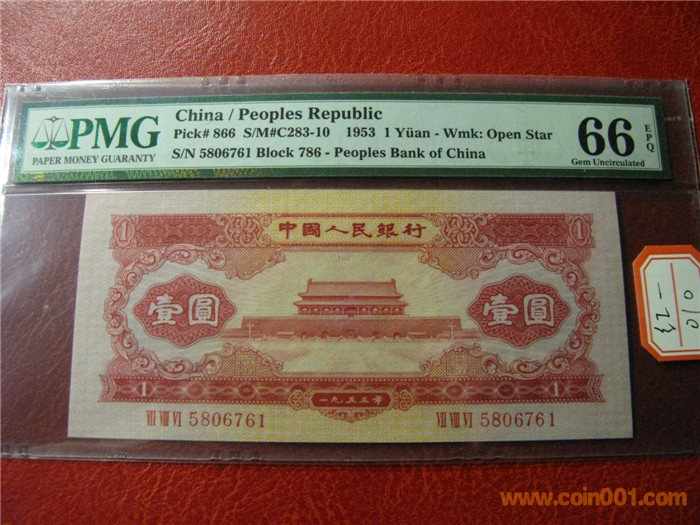 PMG
PAPER MONEY GUARANTY
China / Peoples Republic
Pick# 866 S/M#C283-10 1953 1 Yüan - Wmk: Open Star
S/N 5806761 Block 786 - Peoples Bank of China
66
EPQ
Gem Uncirculated
1
中國人民銀行
1
壹圓
壹圓
1
一九五三年
1
VII VIII VI 5806761
VII VIII VI 5806761
红一
010
www.coin001.com